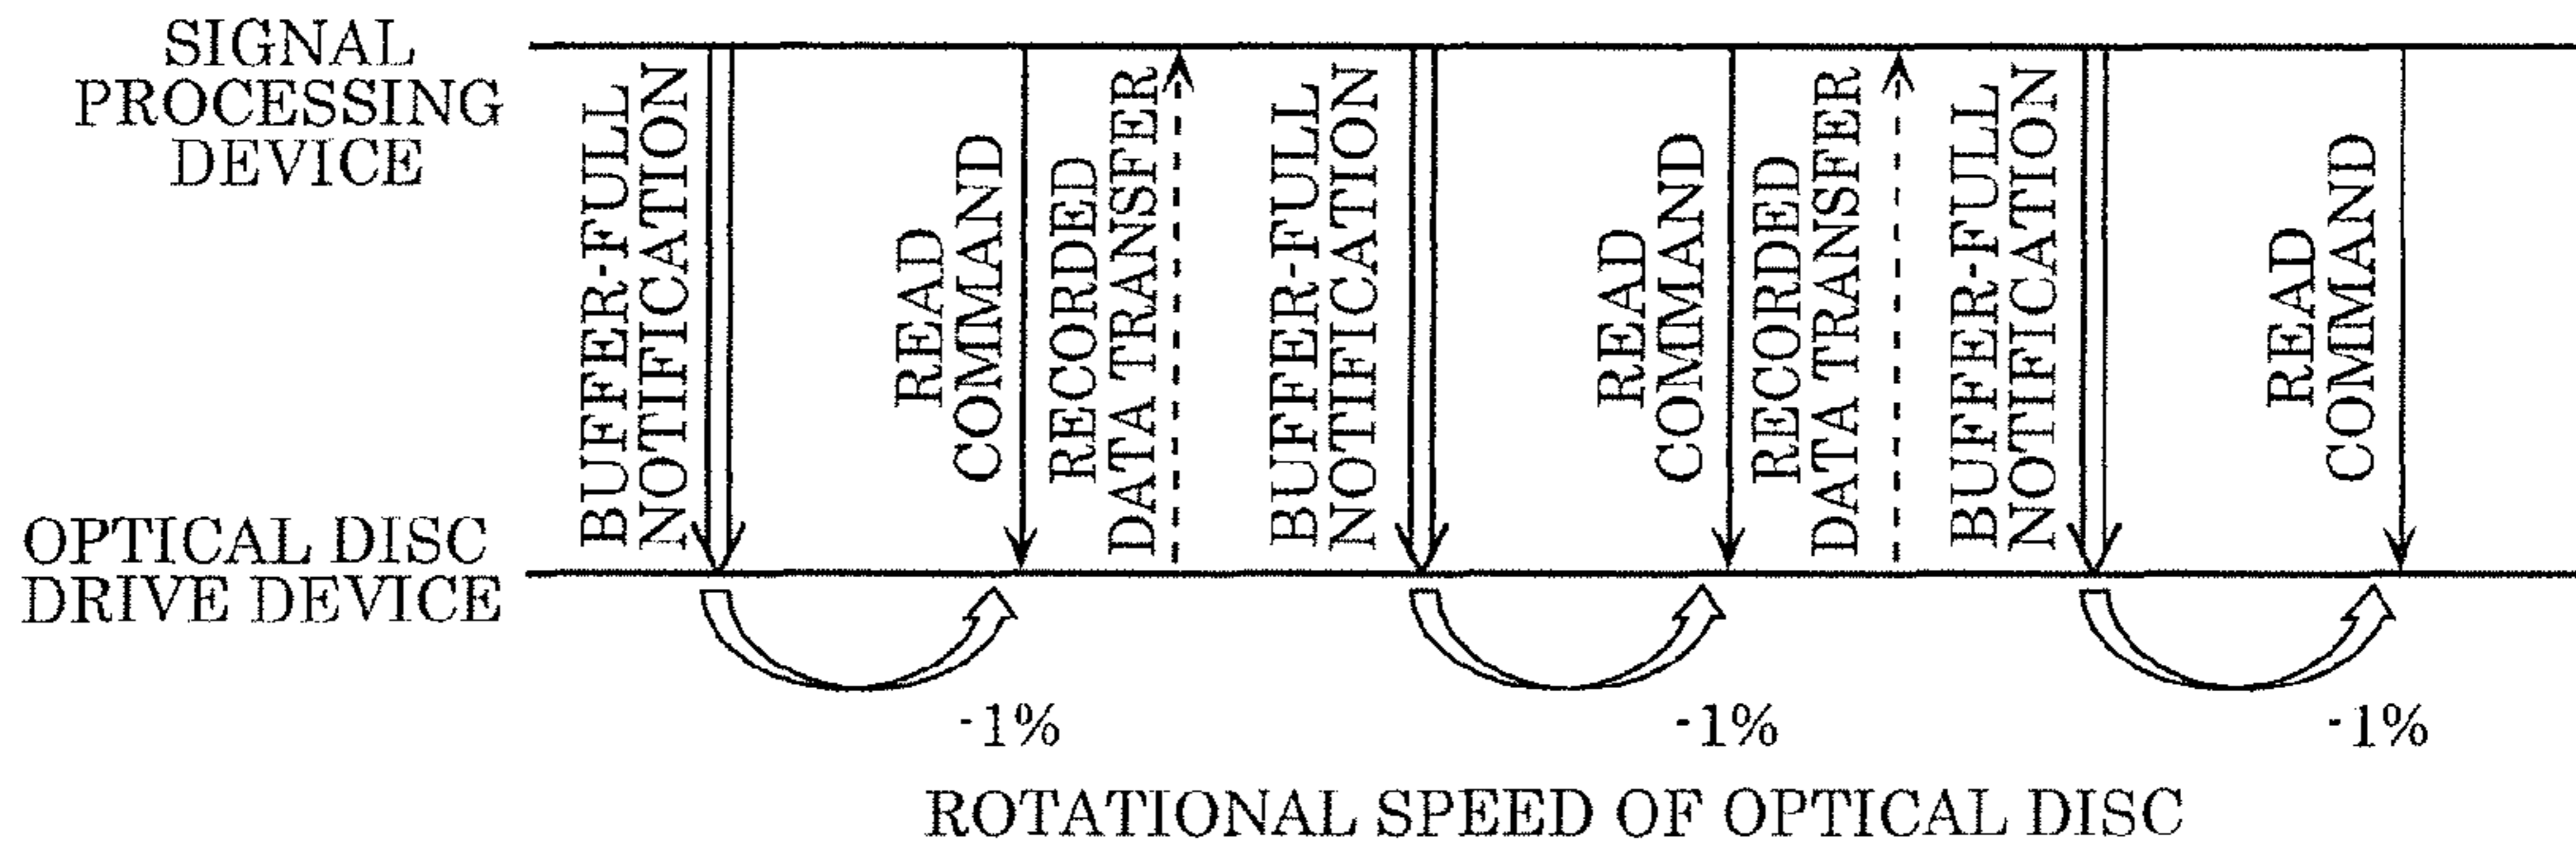 SIGNAL
PROCESSING
DEVICE
OPTICAL DISC
DRIVE DEVICE
BUFFER-FULL
NOTIFICATION
READ
COMMAND
RECORDED
DATA TRANSFER
BUFFER-FULL
NOTIFICATION
READ
COMMAND
RECORDED
DATA TRANSFER
BUFFER-FULL
NOTIFICATION
READ
COMMAND
-1%
-1%
-1%
ROTATIONAL SPEED OF OPTICAL DISC